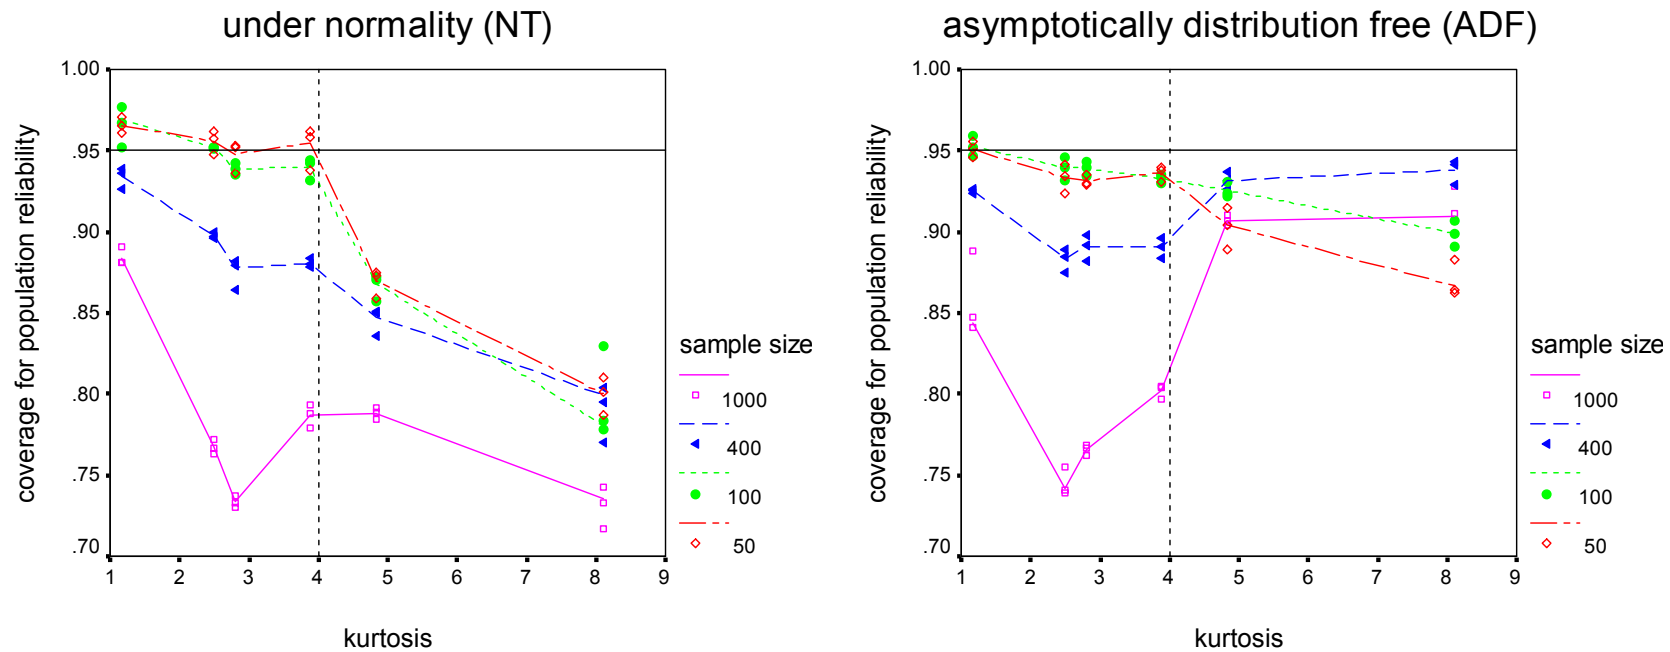 under normality (NT)
coverage for population reliability
1.00
.95
.90
.85
.80
.75
.70
1 2 3 4 5 6 7 8 9
kurtosis
sample size
1000
400
100
50
asymptotically distribution free (ADF)
coverage for population reliability
1.00
.95
.90
.85
.80
.75
.70
1 2 3 4 5 6 7 8 9
kurtosis
sample size
1000
400
100
50